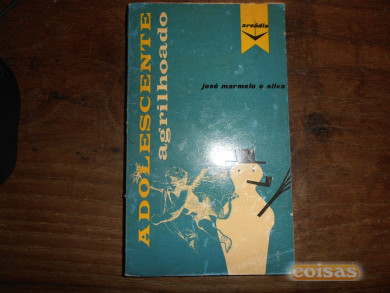 arcádia
josé marmelo e silva
ADOLESCENTE
agrilhoado
coisas